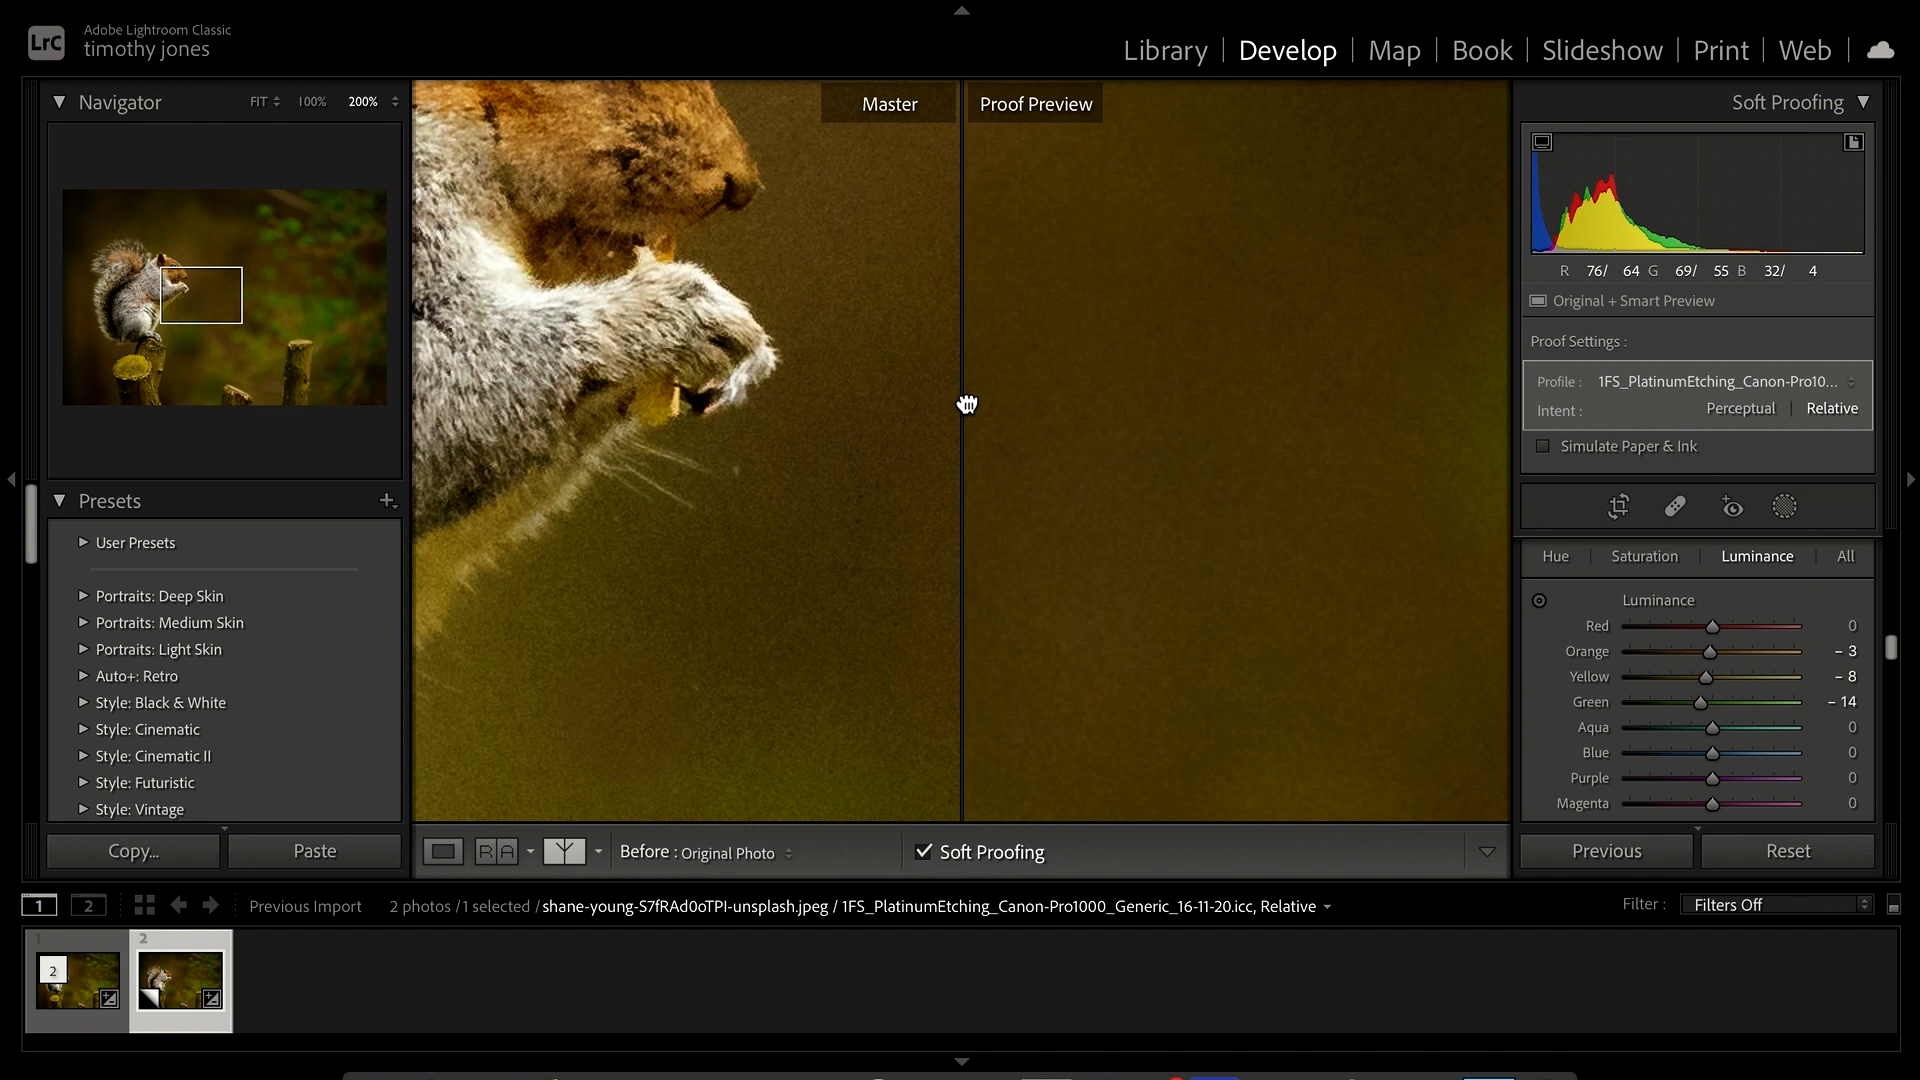 LrC
Adobe Lightroom Classic
timothy jones
Library
Develop
Map
Book
Slideshow
Print
Web
Navigator
FIT
100%
200%
Master
Proof Preview
Soft Proofing
R 76/ 64 G 69/ 55 B 32/ 4
Original + Smart Preview
Proof Settings :
Profile : 1FS_PlatinumEtching_Canon-Pro10...
Intent : Perceptual Relative
Simulate Paper & Ink
Presets
User Presets
Portraits: Deep Skin
Portraits: Medium Skin
Portraits: Light Skin
Auto+: Retro
Style: Black & White
Style: Cinematic
Style: Cinematic II
Style: Futuristic
Style: Vintage
Hue Saturation Luminance All
Luminance
Red 0
Orange - 3
Yellow - 8
Green - 14
Aqua 0
Blue 0
Purple 0
Magenta 0
Copy...
Paste
R A
Y
Before : Original Photo
Soft Proofing
Previous
Reset
1
2
Previous Import
2 photos / 1 selected / shane-young-S7fRAd0oTPI-unsplash.jpeg / 1FS_PlatinumEtching_Canon-Pro1000_Generic_16-11-20.icc, Relative
Filter :
Filters Off
1
2
2